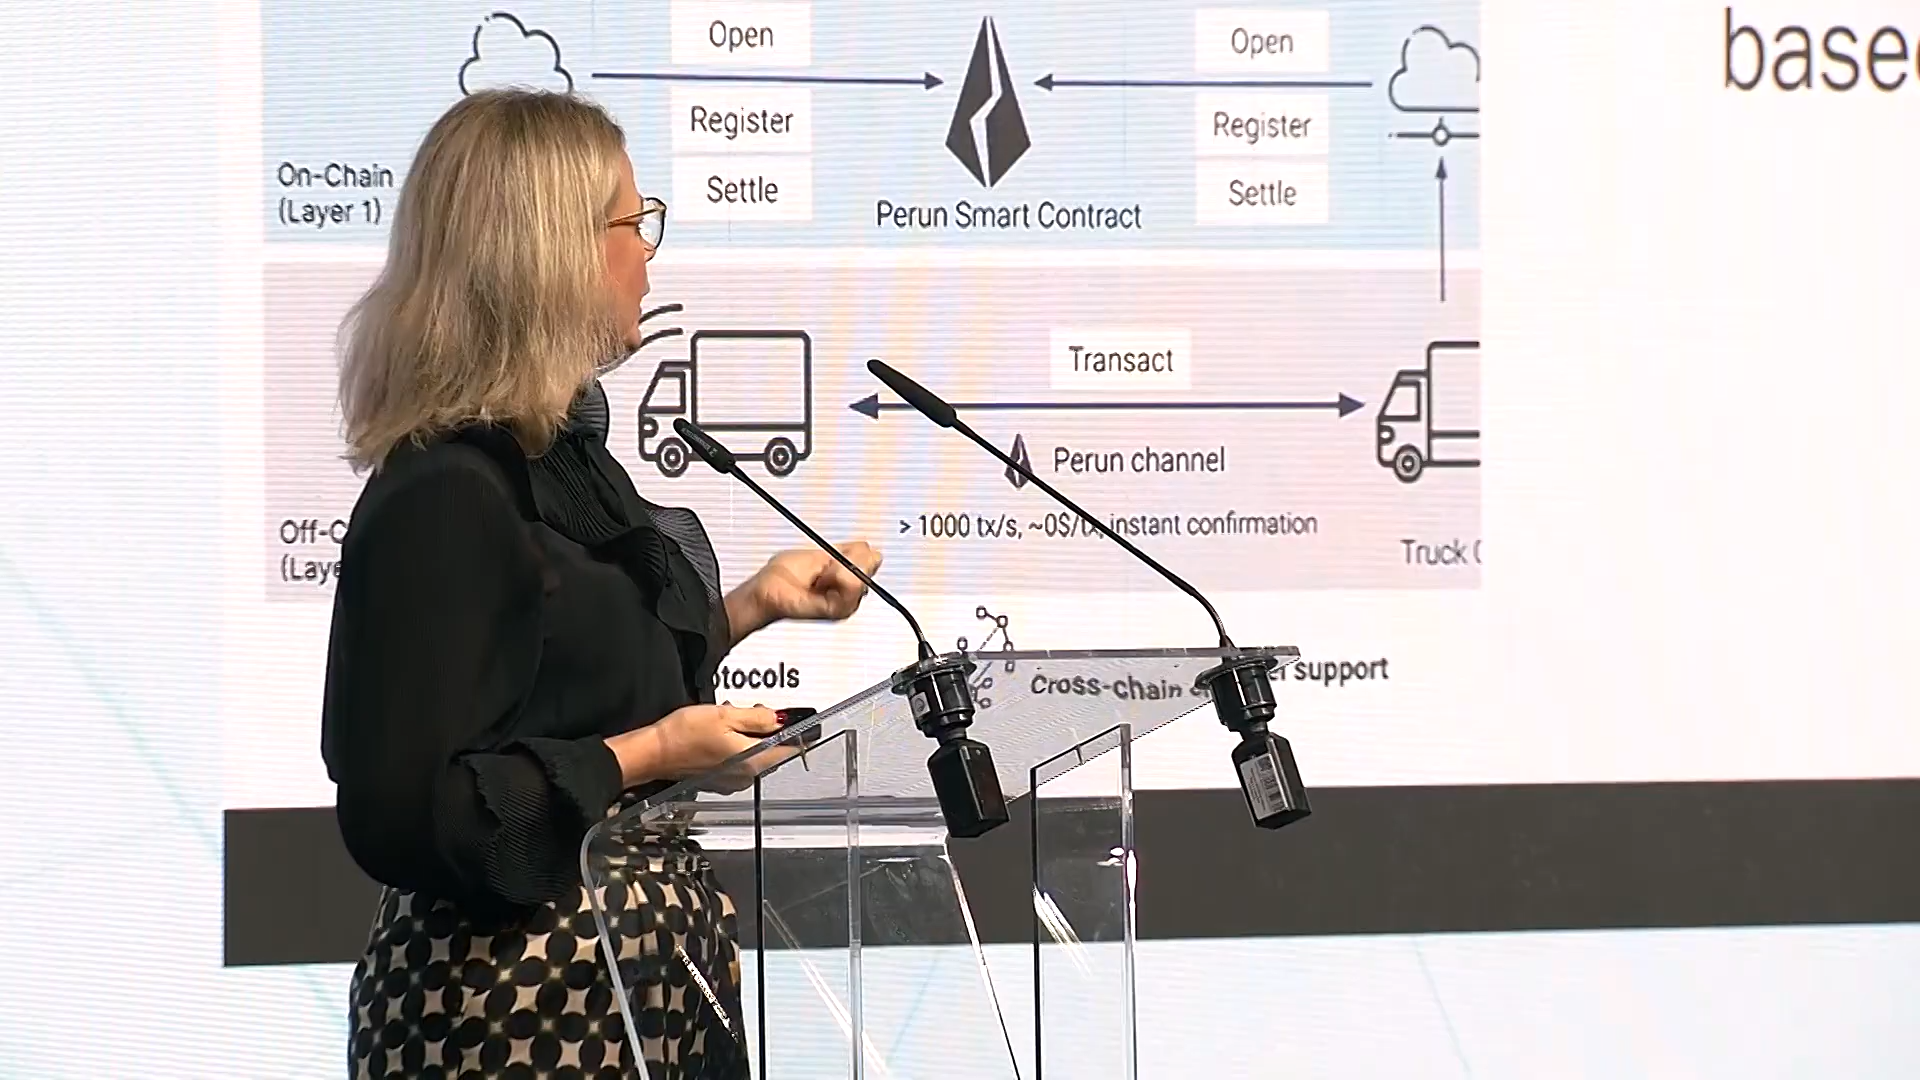 Open
Open
base
Register
Register
On-Chain
(Layer 1)
Settle
Settle
Perun Smart Contract
Transact
Perun channel
> 1000 tx/s, ~0$/tx, instant confirmation
Off-C
(Laye
Truck
otocols
Cross-chain
support